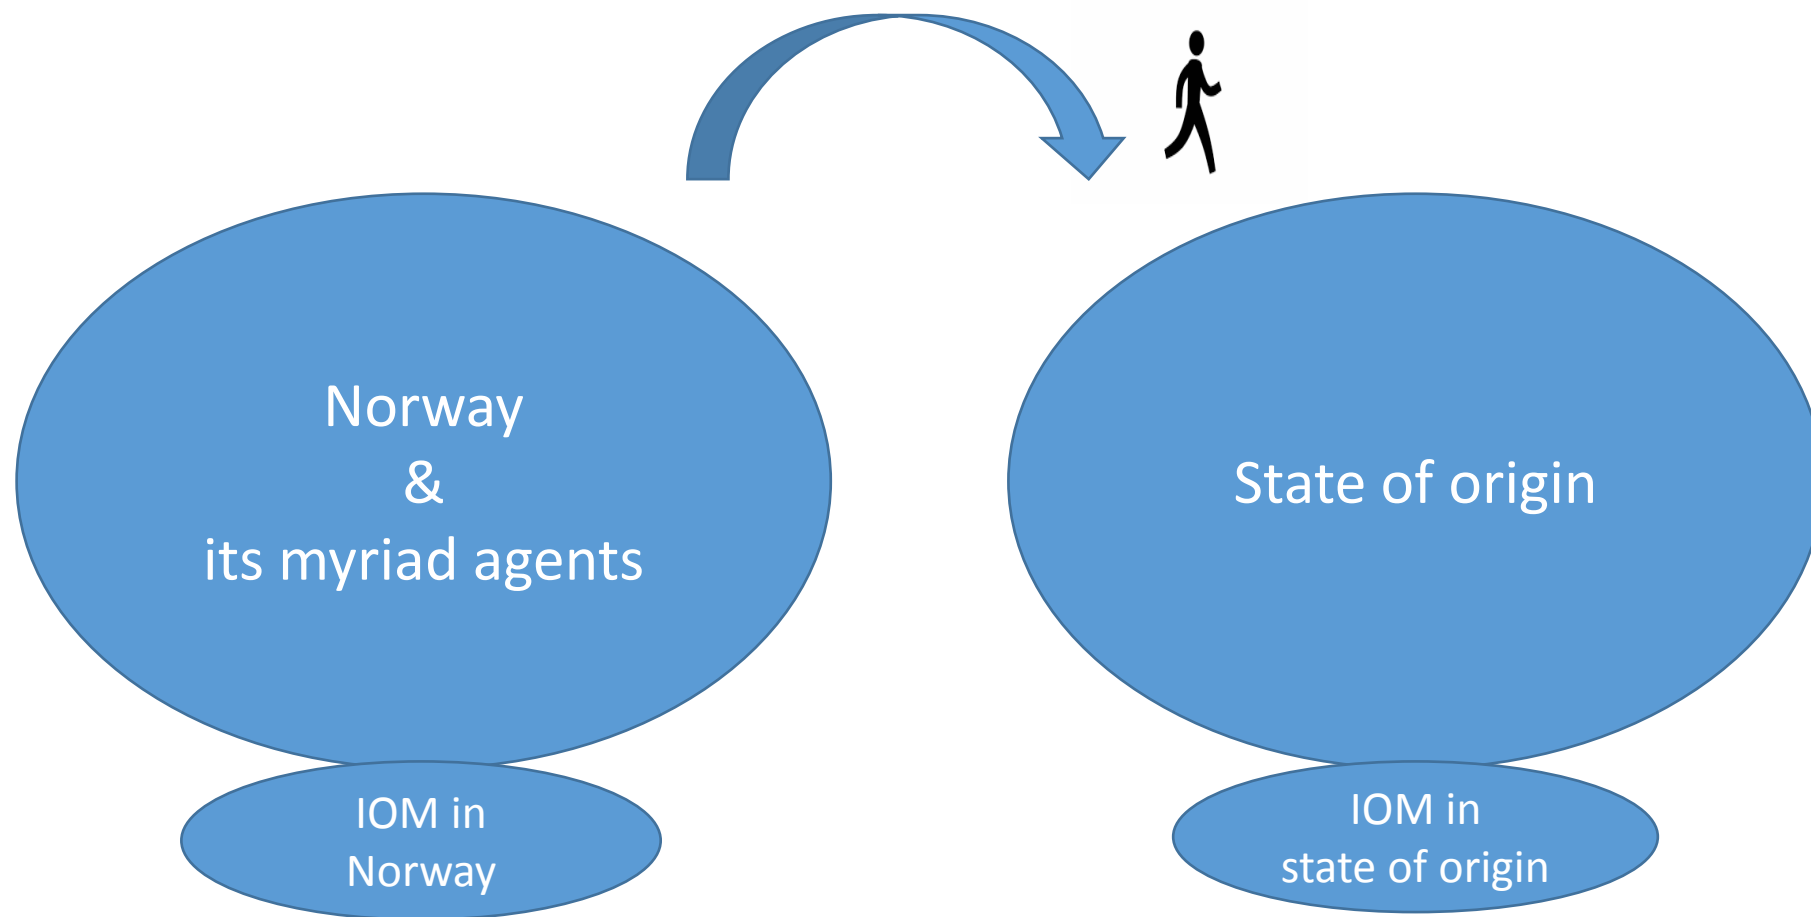 Norway
&
its myriad agents
State of origin
IOM in
Norway
IOM in
state of origin